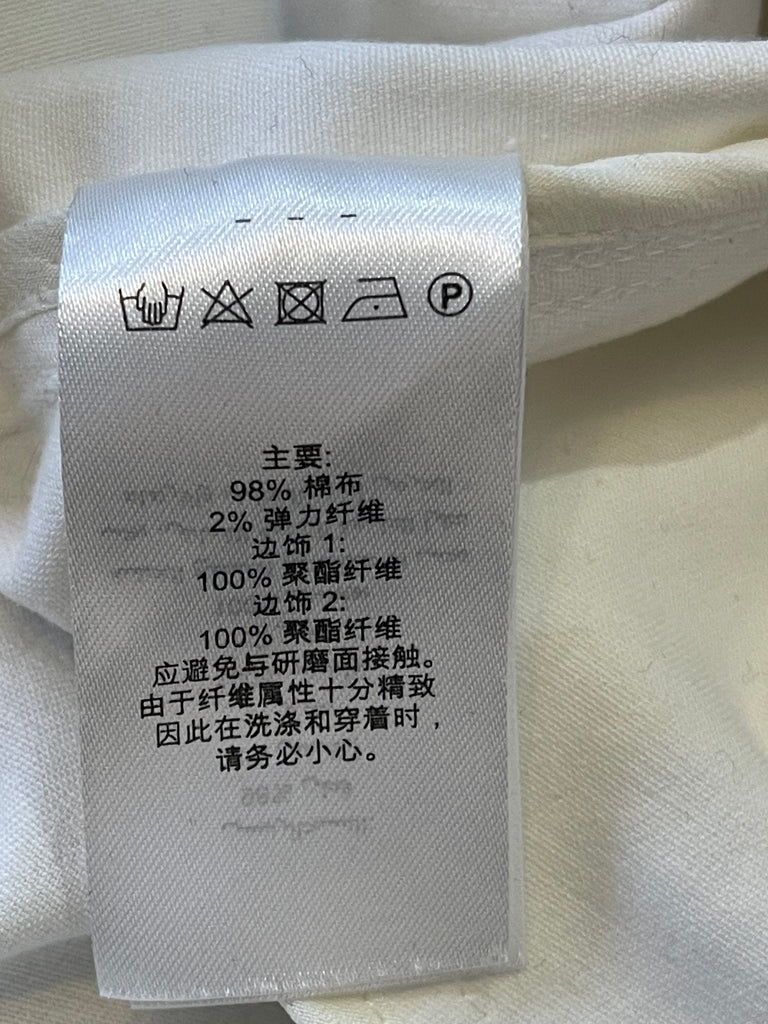 - - -
P
主要:
98% 棉布
2% 弹力纤维
边饰 1:
100% 聚酯纤维
边饰 2:
100% 聚酯纤维
应避免与研磨面接触。
由于纤维属性十分精致
因此在洗涤和穿着时，
请务必小心。